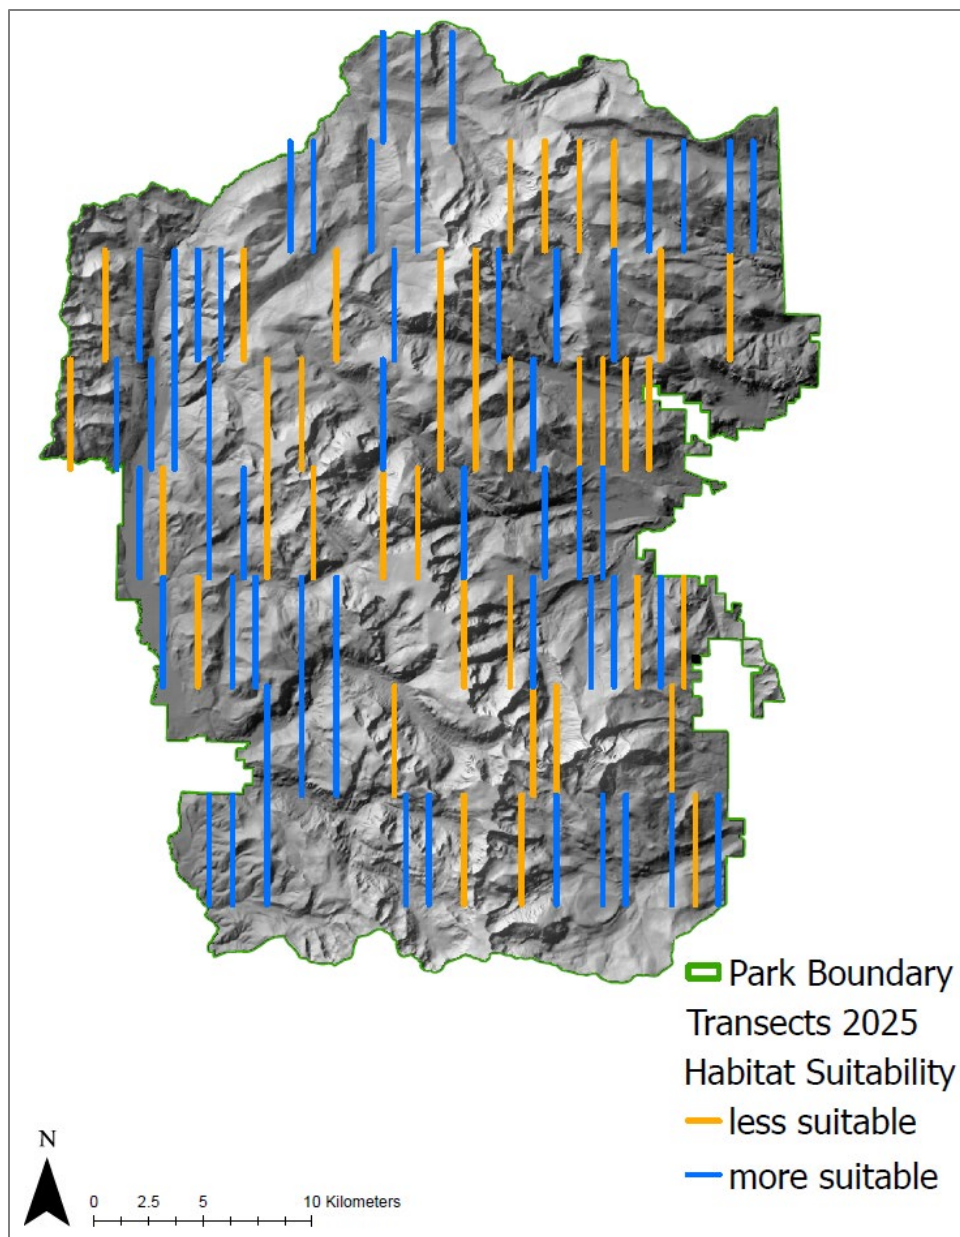 Park Boundary
Transects 2025
Habitat Suitability
less suitable
more suitable
N
0 2.5 5 10 Kilometers